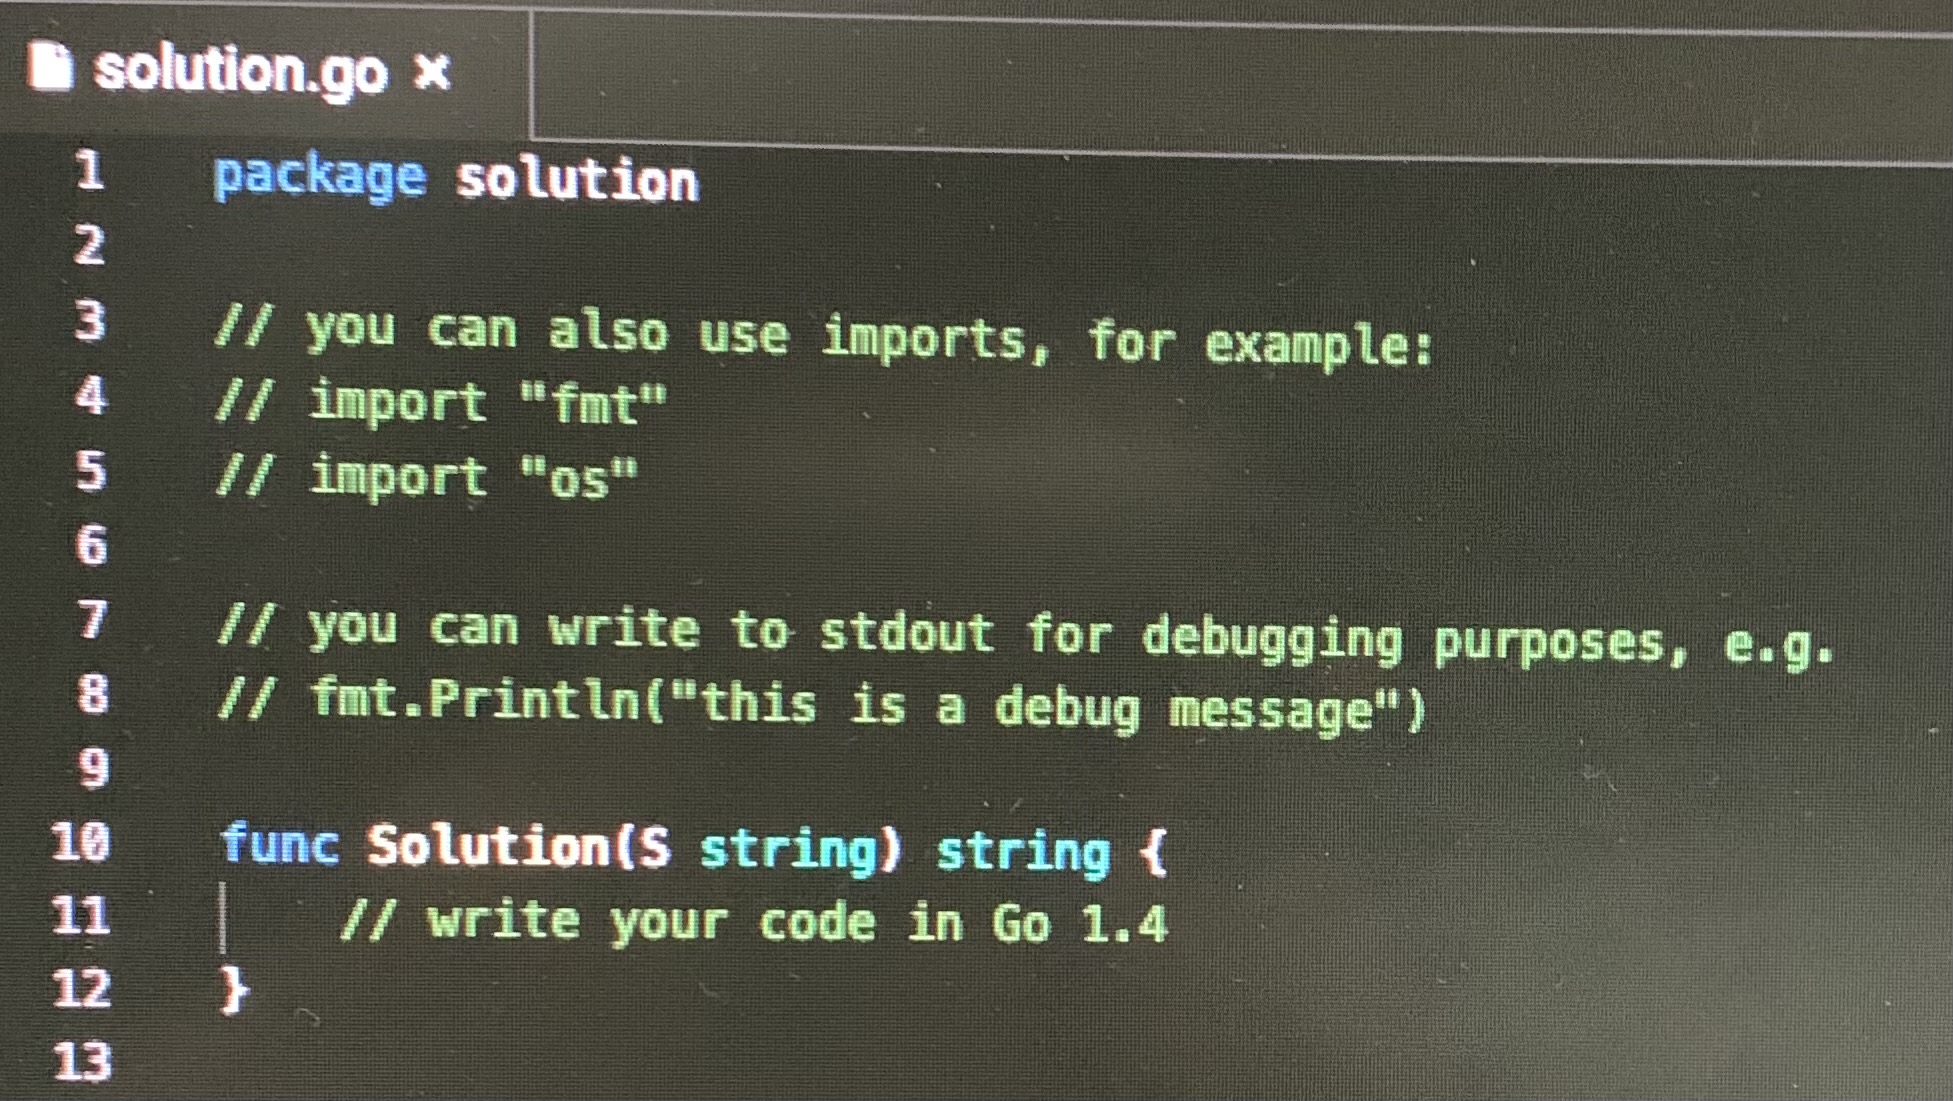 solution.go ×
1 package solution
2
3 // you can also use imports, for example:
4 // import "fmt"
5 // import "os"
6
7 // you can write to stdout for debugging purposes, e.g.
8 // fmt.Println("this is a debug message")
9
10 func Solution(S string) string {
11     // write your code in Go 1.4
12 }
13